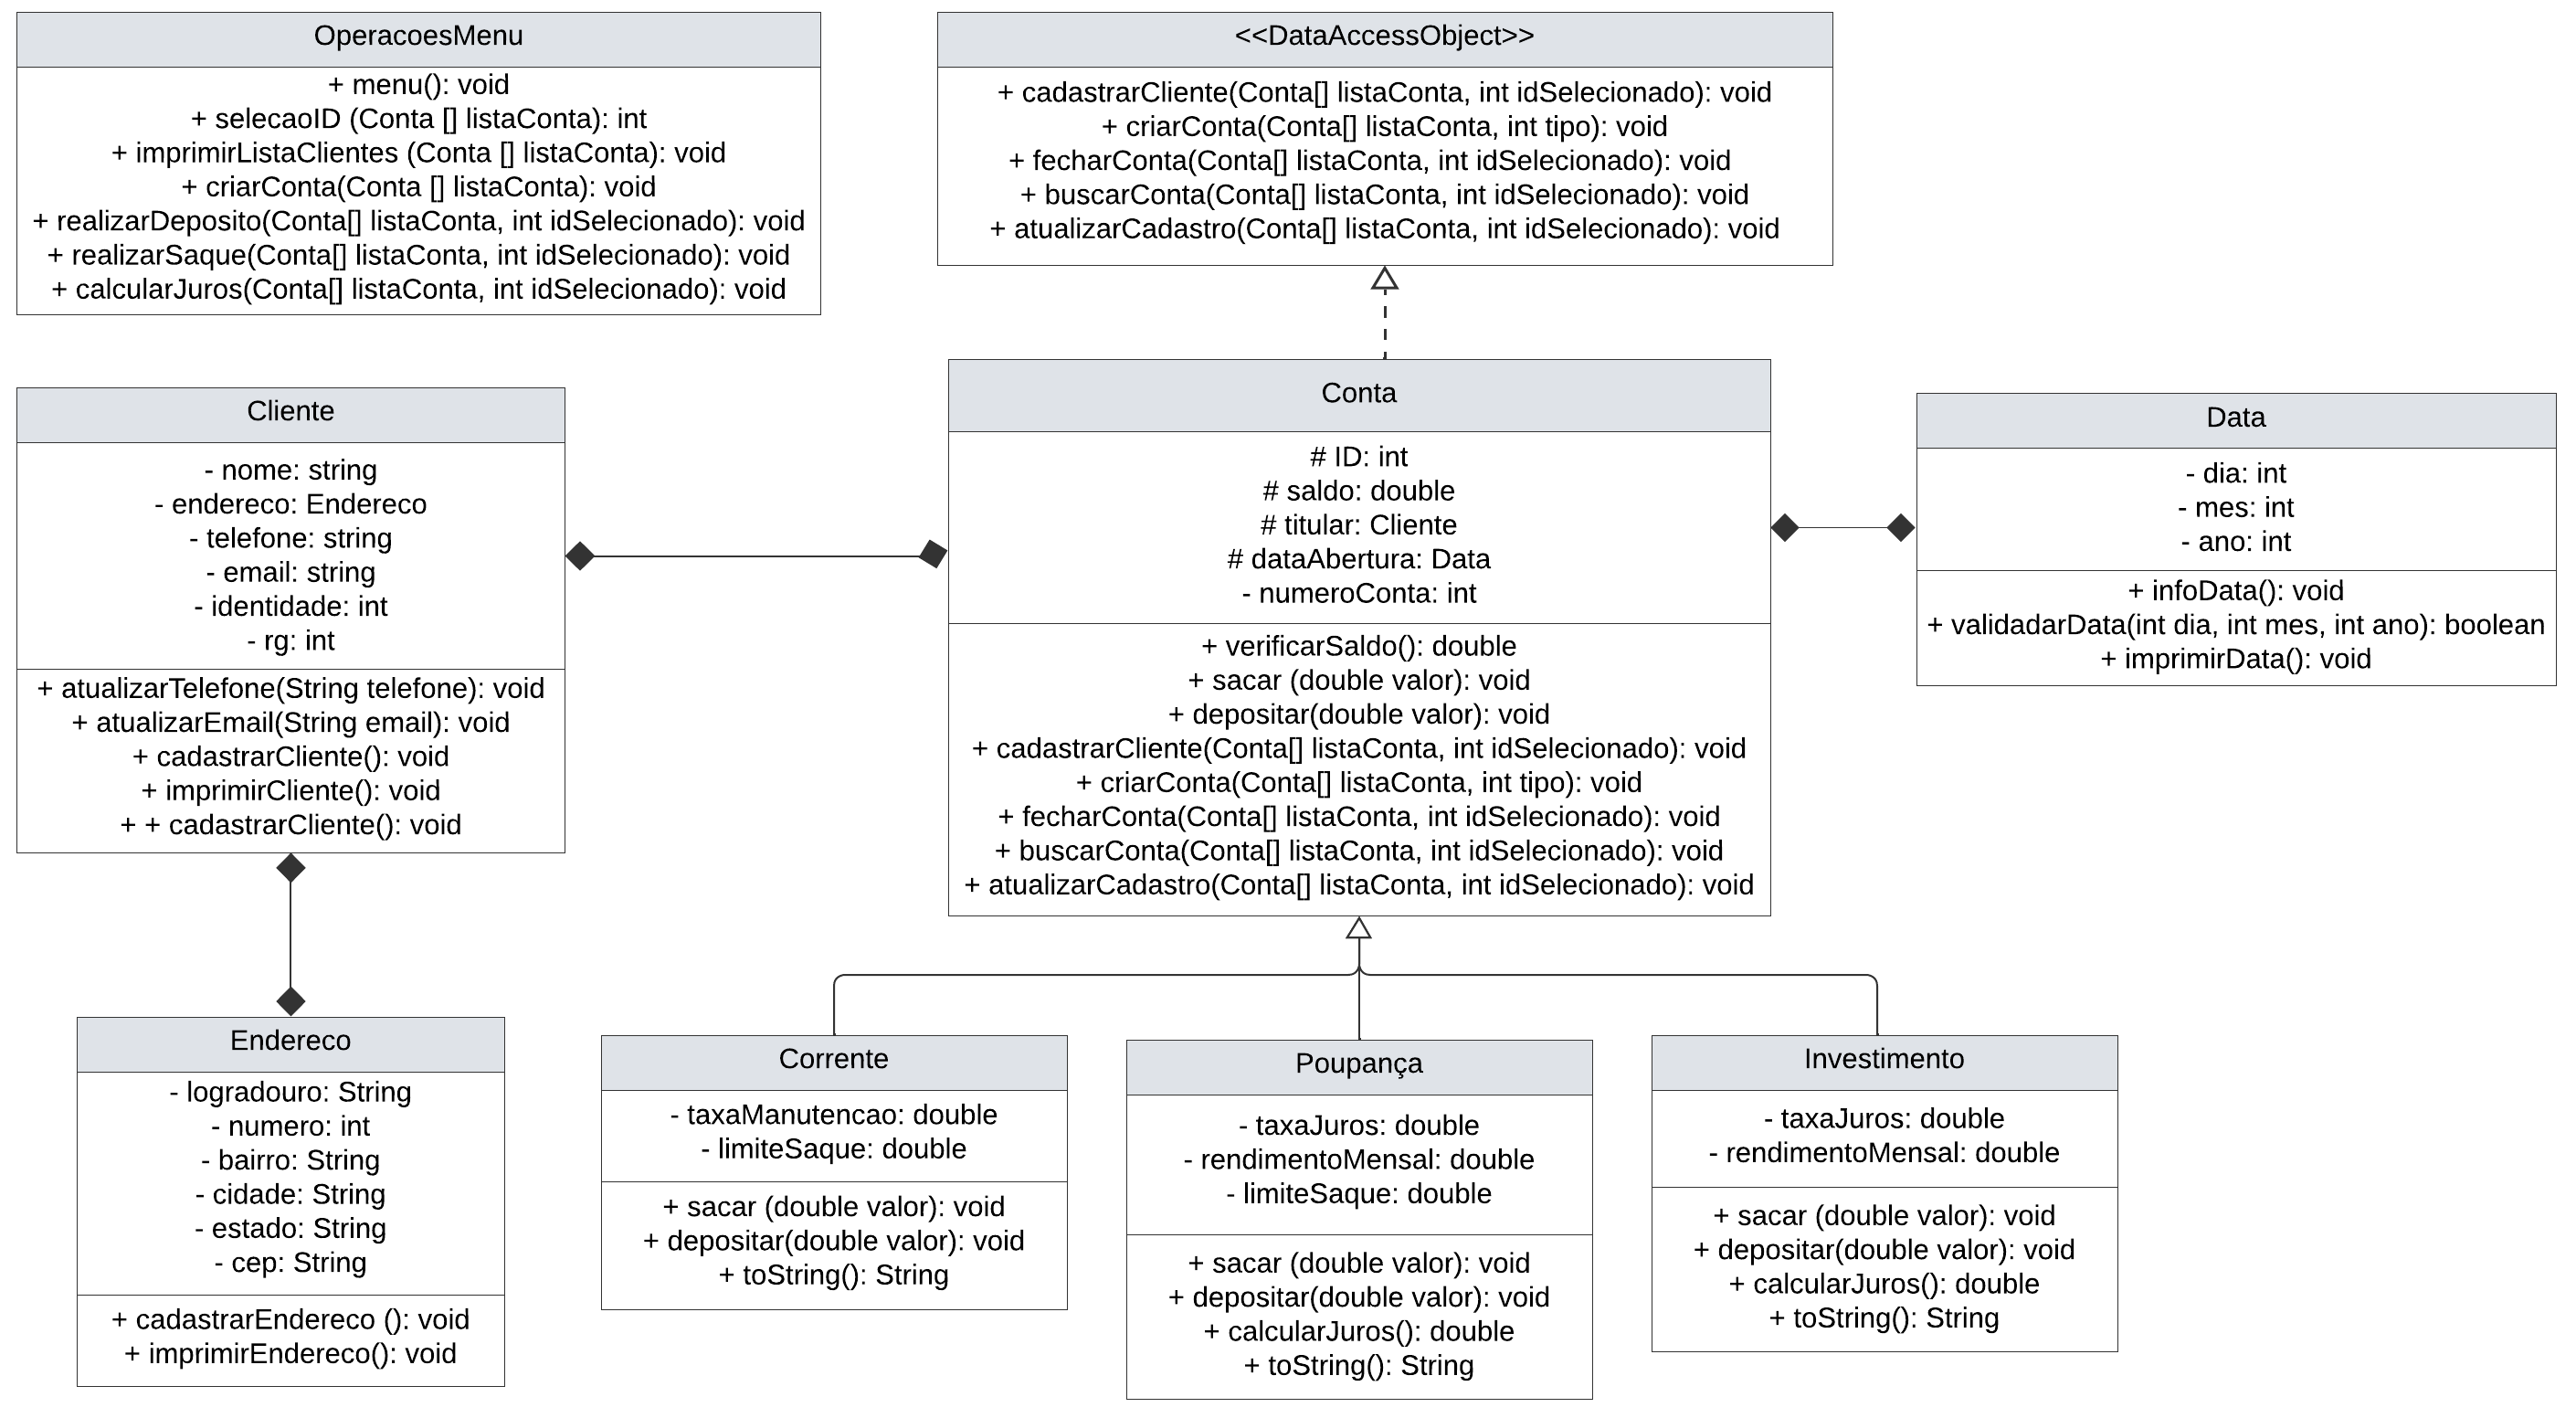 OperacoesMenu
+ menu(): void
+ selecaoID (Conta [] listaConta): int
+ imprimirListaClientes (Conta [] listaConta): void
+ criarConta(Conta [] listaConta): void
+ realizarDeposito(Conta[] listaConta, int idSelecionado): void
+ realizarSaque(Conta[] listaConta, int idSelecionado): void
+ calcularJuros(Conta[] listaConta, int idSelecionado): void
<<DataAccessObject>>
+ cadastrarCliente(Conta[] listaConta, int idSelecionado): void
+ criarConta(Conta[] listaConta, int tipo): void
+ fecharConta(Conta[] listaConta, int idSelecionado): void
+ buscarConta(Conta[] listaConta, int idSelecionado): void
+ atualizarCadastro(Conta[] listaConta, int idSelecionado): void
Cliente
- nome: string
- endereco: Endereco
- telefone: string
- email: string
- identidade: int
- rg: int
+ atualizarTelefone(String telefone): void
+ atualizarEmail(String email): void
+ cadastrarCliente(): void
+ imprimirCliente(): void
+ + cadastrarCliente(): void
Conta
# ID: int
# saldo: double
# titular: Cliente
# dataAbertura: Data
- numeroConta: int
+ verificarSaldo(): double
+ sacar (double valor): void
+ depositar(double valor): void
+ cadastrarCliente(Conta[] listaConta, int idSelecionado): void
+ criarConta(Conta[] listaConta, int tipo): void
+ fecharConta(Conta[] listaConta, int idSelecionado): void
+ buscarConta(Conta[] listaConta, int idSelecionado): void
+ atualizarCadastro(Conta[] listaConta, int idSelecionado): void
Data
- dia: int
- mes: int
- ano: int
+ infoData(): void
+ validadarData(int dia, int mes, int ano): boolean
+ imprimirData(): void
Endereco
- logradouro: String
- numero: int
- bairro: String
- cidade: String
- estado: String
- cep: String
+ cadastrarEndereco (): void
+ imprimirEndereco(): void
Corrente
- taxaManutencao: double
- limiteSaque: double
+ sacar (double valor): void
+ depositar(double valor): void
+ toString(): String
Poupança
- taxaJuros: double
- rendimentoMensal: double
- limiteSaque: double
+ sacar (double valor): void
+ depositar(double valor): void
+ calcularJuros(): double
+ toString(): String
Investimento
- taxaJuros: double
- rendimentoMensal: double
+ sacar (double valor): void
+ depositar(double valor): void
+ calcularJuros(): double
+ toString(): String